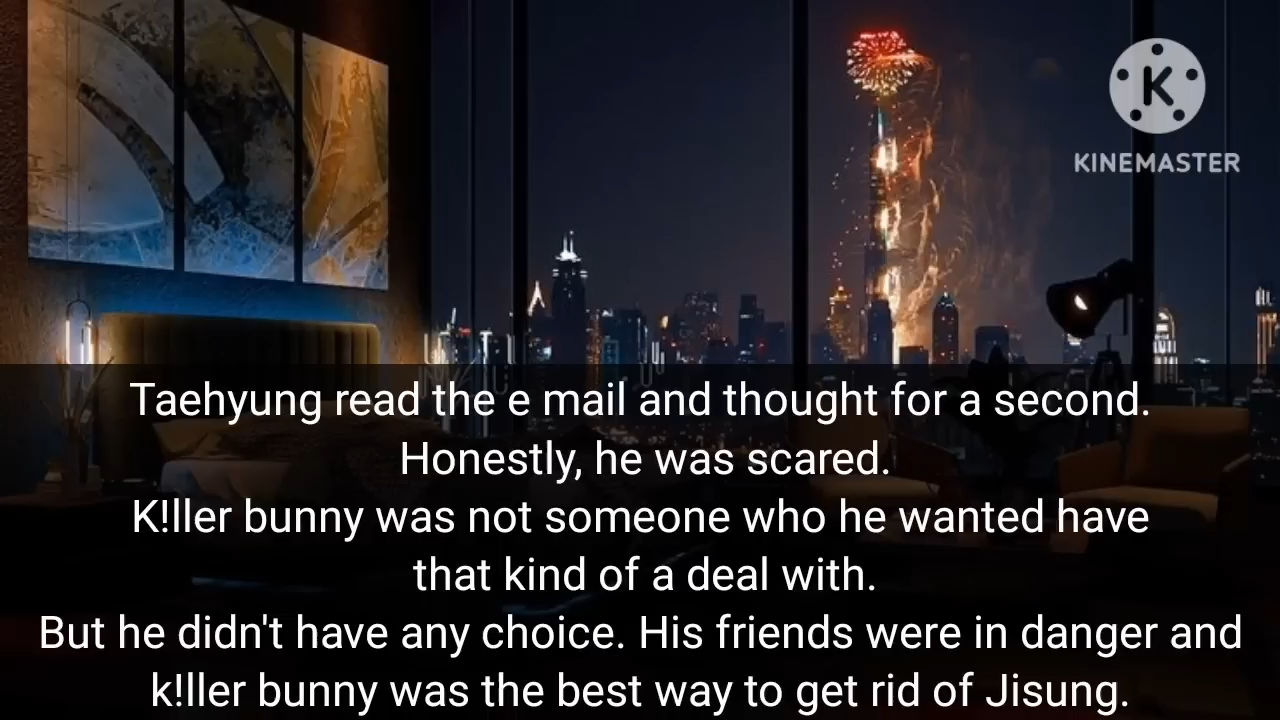 KINEMASTER
Taehyung read the e mail and thought for a second.
Honestly, he was scared.
K!ller bunny was not someone who he wanted have
that kind of a deal with.
But he didn't have any choice. His friends were in danger and
k!ller bunny was the best way to get rid of Jisung.